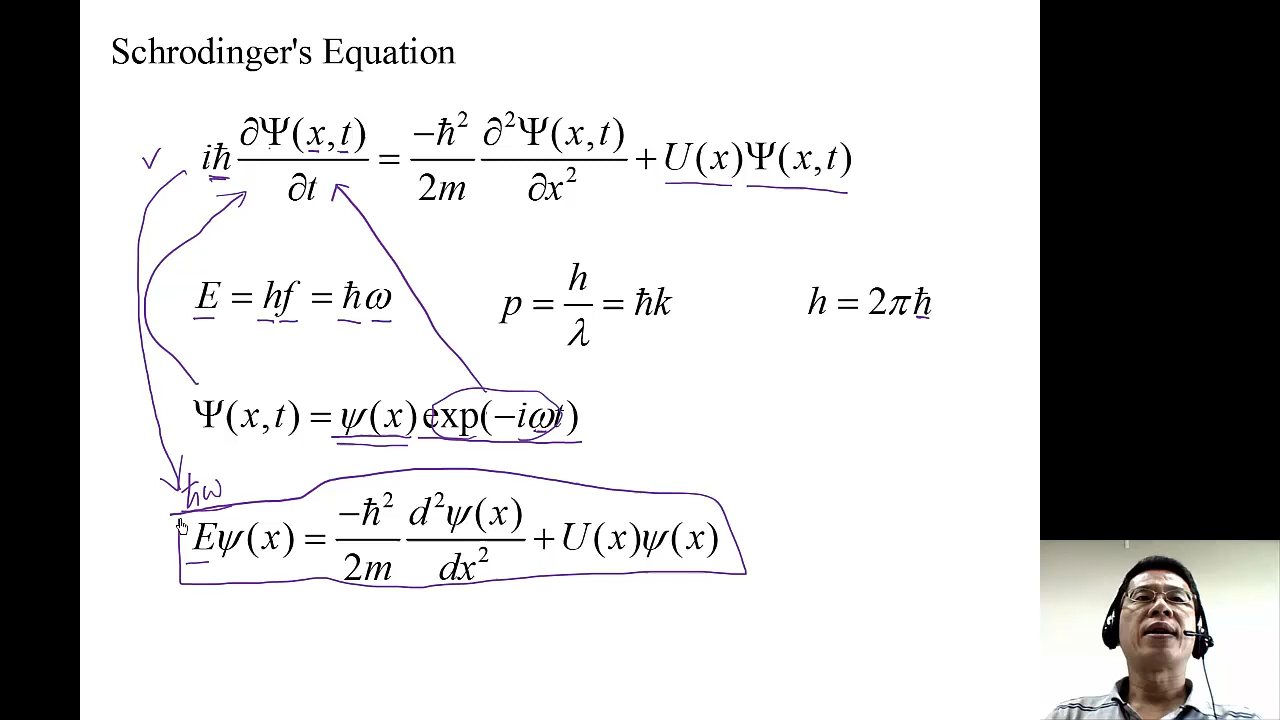 Schrodinger's Equation
iħ ∂Ψ(x,t)/∂t = −ħ²/2m ∂²Ψ(x,t)/∂x² + U(x)Ψ(x,t)
E = hf = ħω p = h/λ = ħk h = 2πħ
Ψ(x,t) = ψ(x)exp(−iωt)
ħω
Eψ(x) = −ħ²/2m d²ψ(x)/dx² + U(x)ψ(x)